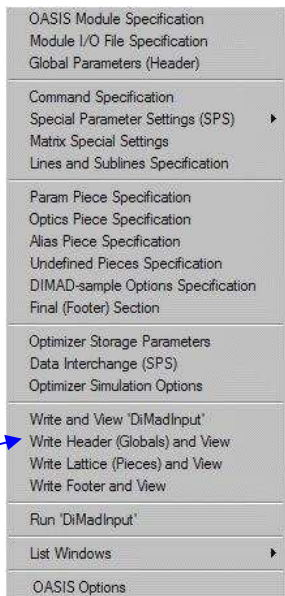 OASIS Module Specification
Module I/O File Specification
Global Parameters (Header)
Command Specification
Special Parameter Settings (SPS)
Matrix Special Settings
Lines and Sublines Specification
Param Piece Specification
Optics Piece Specification
Alias Piece Specification
Undefined Pieces Specification
DIMAD-sample Options Specification
Final (Footer) Section
Optimizer Storage Parameters
Data Interchange (SPS)
Optimizer Simulation Options
Write and View 'DiMadInput'
Write Header (Globals) and View
Write Lattice (Pieces) and View
Write Footer and View
Run 'DiMadInput'
List Windows
OASIS Options